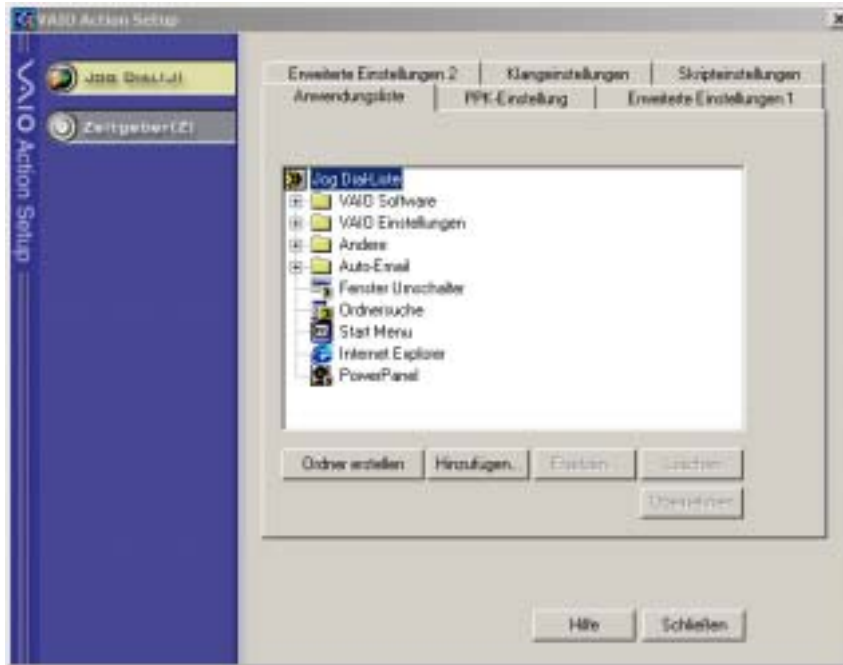 VAIO Action Setup
VAIO Action Setup
Jog Dial(J)
Zeitgeber(Z)
Erweiterte Einstellungen 2
Klangeinstellungen
Skripteinstellungen
Anwendungsliste
PPK-Einstellung
Erweiterte Einstellungen 1
Jog Dial-Liste
VAIO Software
VAIO Einstellungen
Andere
Auto-Email
Fenster Umschalter
Ordnersuche
Start Menu
Internet Explorer
PowerPanel
Ordner erstellen
Hinzufügen...
Löschen
Übernehmen
Hilfe
Schließen